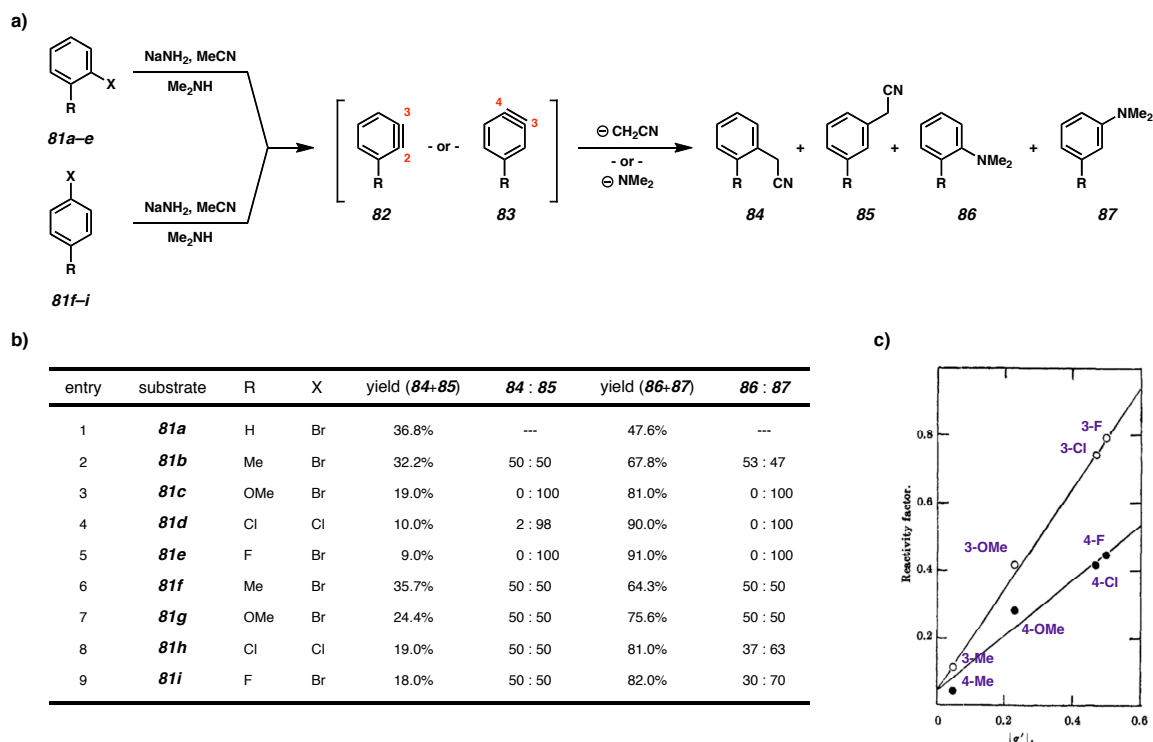 a)
NaNH2, MeCN
Me2NH
X
R
81a–e
X
R
81f–i
NaNH2, MeCN
Me2NH
3
2
R
82
- or -
4
3
R
83
⊖ CH2CN
- or -
⊖ NMe2
R
CN
84
+
CN
R
85
+
R
NMe2
86
+
NMe2
R
87
b)
entry substrate R X yield (84+85) 84 : 85 yield (86+87) 86 : 87
1 81a H Br 36.8% --- 47.6% ---
2 81b Me Br 32.2% 50 : 50 67.8% 53 : 47
3 81c OMe Br 19.0% 0 : 100 81.0% 0 : 100
4 81d Cl Cl 10.0% 2 : 98 90.0% 0 : 100
5 81e F Br 9.0% 0 : 100 91.0% 0 : 100
6 81f Me Br 35.7% 50 : 50 64.3% 50 : 50
7 81g OMe Br 24.4% 50 : 50 75.6% 50 : 50
8 81h Cl Cl 19.0% 50 : 50 81.0% 37 : 63
9 81i F Br 18.0% 50 : 50 82.0% 30 : 70
c)
Reactivity factor.
0.8
0.6
0.4
0.2
3-F
3-Cl
3-OMe
4-F
4-Cl
4-OMe
3-Me
4-Me
0 0.2 0.4 0.6
|σ'|.